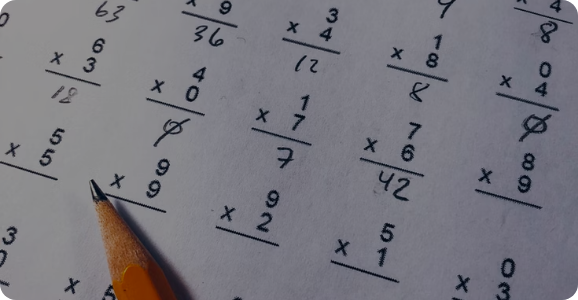 63 9 3 1 0
x 9 x 4 x 8 x 4
36 12 8 0
x 4
8
6 4 1 7 8
x 3 x 0 x 7 x 6 x 9
18 0 7 42
5 9 9 5 0
x 5 x 9 x 2 x 1 x 3
3
x